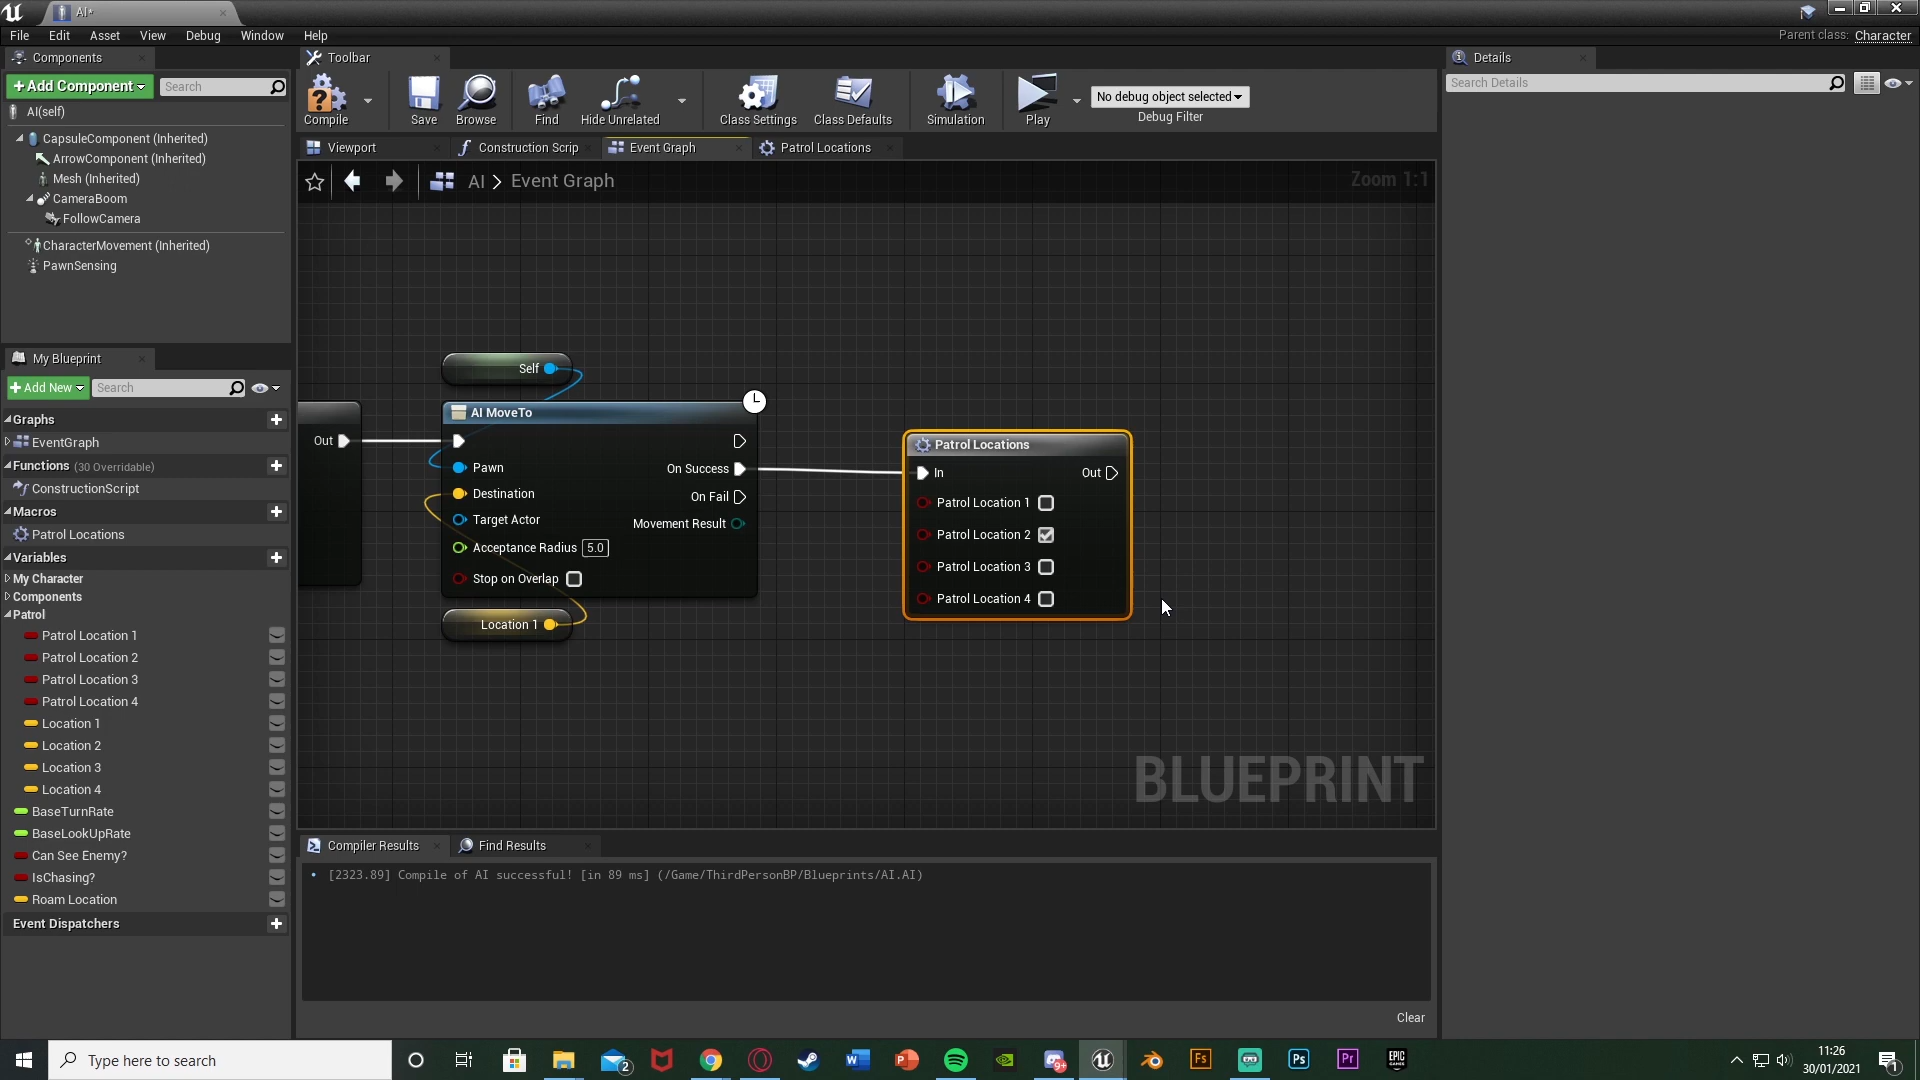 AI*
File Edit Asset View Debug Window Help
Parent class: Character
Components
Toolbar
Details
Add Component
Search
Compile
Save
Browse
Find
Hide Unrelated
Class Settings
Class Defaults
Simulation
Play
No debug object selected
Debug Filter
Search Details
AI(self)
CapsuleComponent (Inherited)
ArrowComponent (Inherited)
Mesh (Inherited)
CameraBoom
FollowCamera
CharacterMovement (Inherited)
PawnSensing
Viewport
Construction Scrip
Event Graph
Patrol Locations
AI > Event Graph
Zoom 1:1
My Blueprint
Add New
Search
Graphs
EventGraph
Functions (30 Overridable)
ConstructionScript
Macros
Patrol Locations
Variables
My Character
Components
Patrol
Patrol Location 1
Patrol Location 2
Patrol Location 3
Patrol Location 4
Location 1
Location 2
Location 3
Location 4
BaseTurnRate
BaseLookUpRate
Can See Enemy?
IsChasing?
Roam Location
Event Dispatchers
Self
Out
AI MoveTo
Pawn
On Success
Destination
On Fail
Target Actor
Movement Result
Acceptance Radius 5.0
Stop on Overlap
Location 1
Patrol Locations
In
Out
Patrol Location 1
Patrol Location 2
Patrol Location 3
Patrol Location 4
BLUEPRINT
Compiler Results
Find Results
[2323.89] Compile of AI successful! [in 89 ms] (/Game/ThirdPersonBP/Blueprints/AI.AI)
Clear
Type here to search
2
9+
Fs
Ps
Pr
EPIC GAMES
11:26
30/01/2021
1